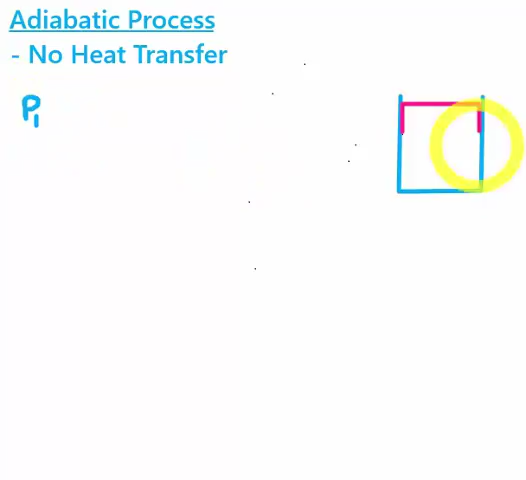 Adiabatic Process
- No Heat Transfer
P₁